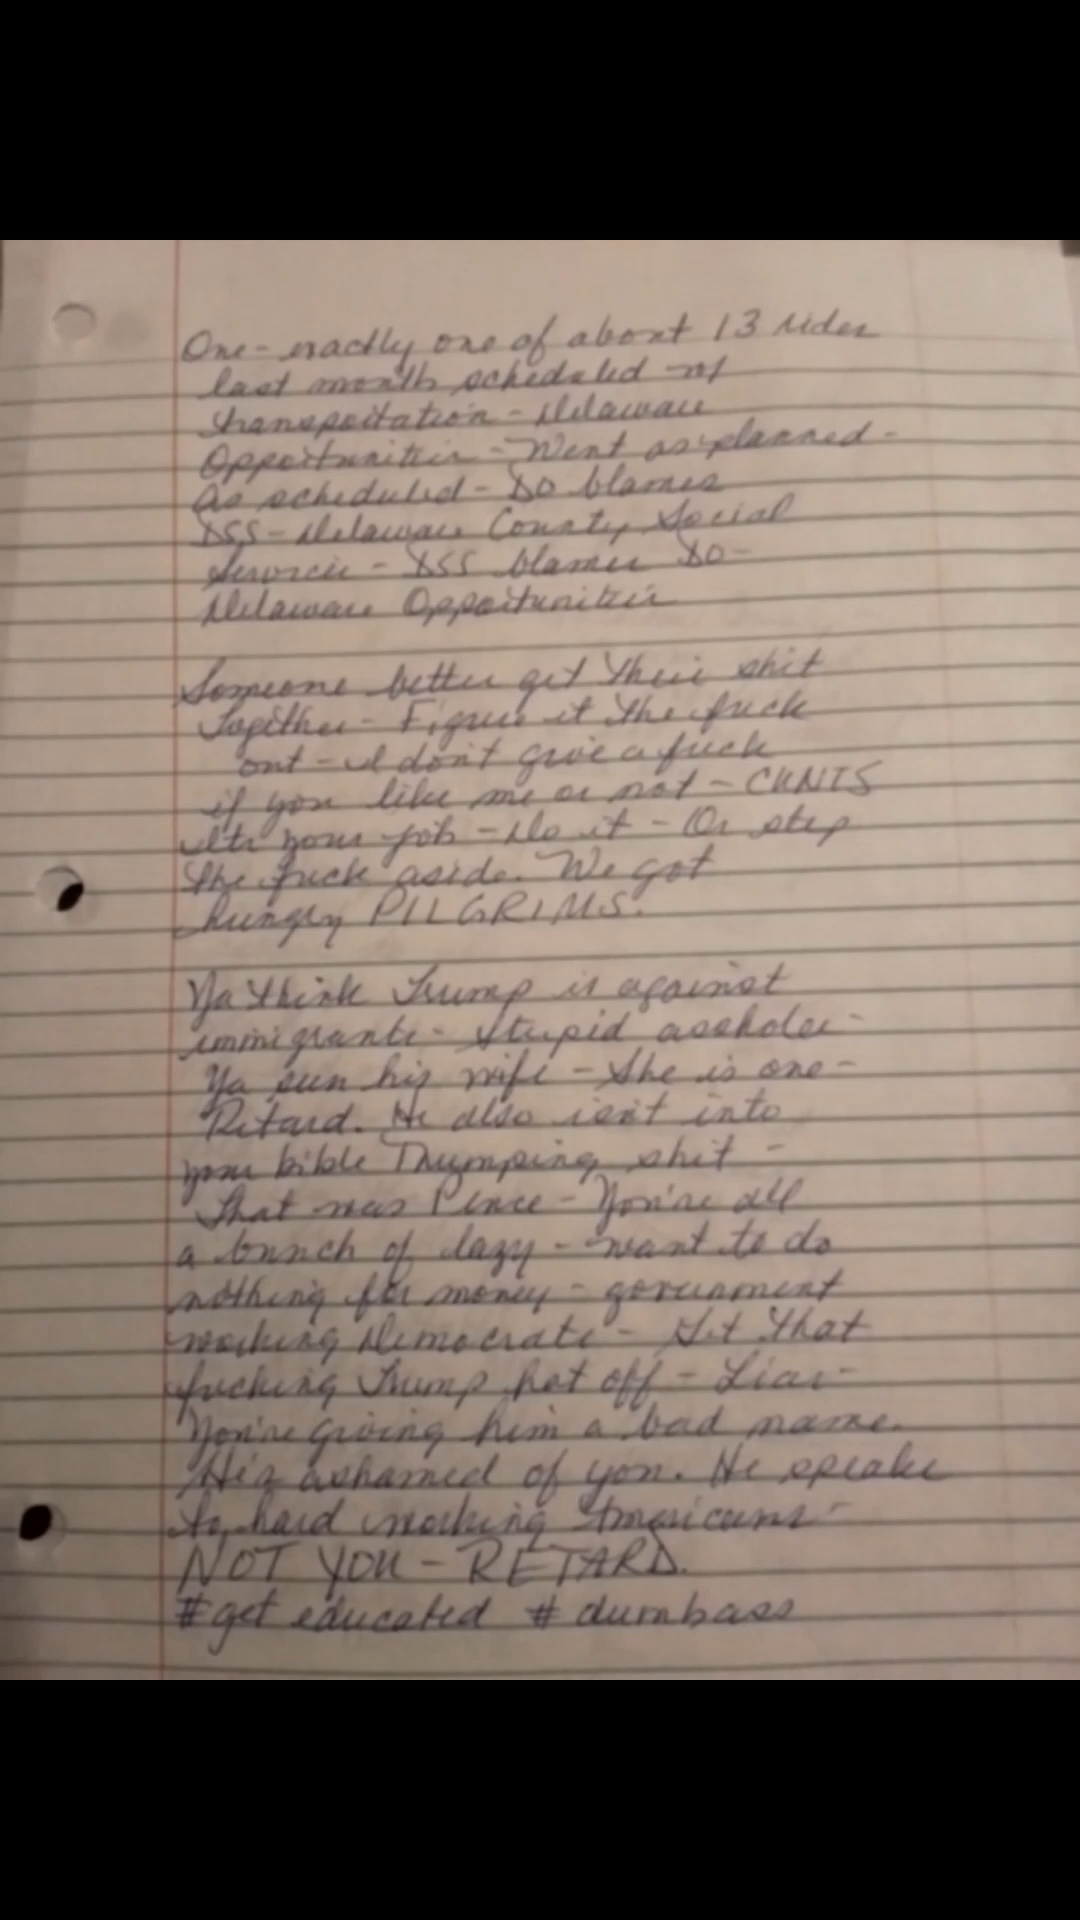 One - exactly one of about 13 rides
last month scheduled w/
transportation - Delaware
Opportunities - Went as planned -
as scheduled - DO blames
DSS - Delaware County Social
Services - DSS blames DO -
Delaware Opportunities
Someone better get their shit
together - Figure it the fuck
out - I don't give a fuck
if you like me or not - CUNTS
Its your job - Do it - Or step
the fuck aside. We got
hungry PILGRIMS.
Ya think Trump is against
immigrants - Stupid assholes -
Ya seen his wife - She is one -
Retard. He also isn't into
your bible Thumping shit -
That was Pence - You're all
a bunch of lazy - want to do
nothing for money - government
working Democrats - Get that
fucking Trump hat off - Liar -
You're giving him a bad name.
He's ashamed of you. He speaks
to hard working Americans -
NOT YOU - RETARD.
#get educated # dumbass